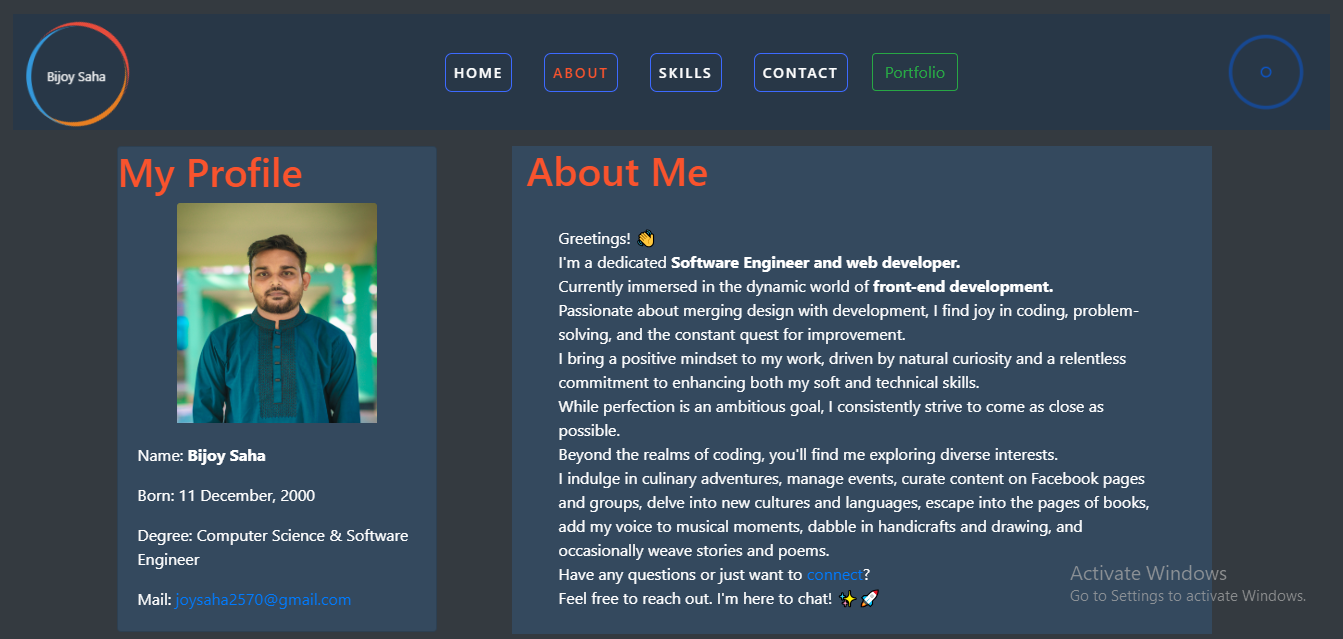 Bijoy Saha
HOME
ABOUT
SKILLS
CONTACT
Portfolio
My Profile
Name: Bijoy Saha
Born: 11 December, 2000
Degree: Computer Science & Software
Engineer
Mail: joysaha2570@gmail.com
About Me
Greetings! 👋
I'm a dedicated Software Engineer and web developer.
Currently immersed in the dynamic world of front-end development.
Passionate about merging design with development, I find joy in coding, problem-
solving, and the constant quest for improvement.
I bring a positive mindset to my work, driven by natural curiosity and a relentless
commitment to enhancing both my soft and technical skills.
While perfection is an ambitious goal, I consistently strive to come as close as
possible.
Beyond the realms of coding, you'll find me exploring diverse interests.
I indulge in culinary adventures, manage events, curate content on Facebook pages
and groups, delve into new cultures and languages, escape into the pages of books,
add my voice to musical moments, dabble in handicrafts and drawing, and
occasionally weave stories and poems.
Have any questions or just want to connect?
Feel free to reach out. I'm here to chat! ✨🚀
Activate Windows
Go to Settings to activate Windows.